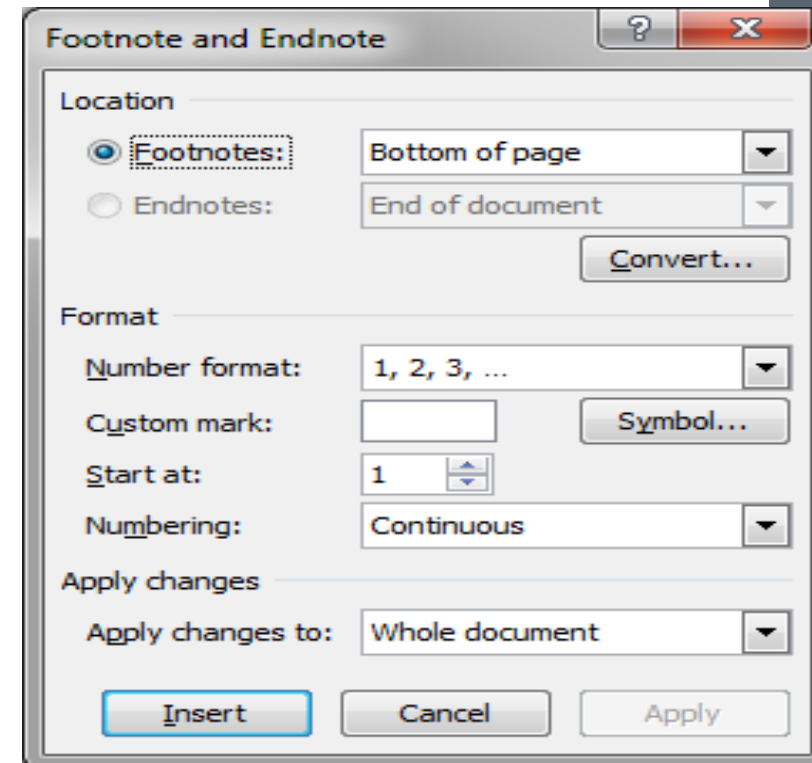 Footnote and Endnote
Location
Footnotes: Bottom of page
Endnotes: End of document
Convert...
Format
Number format: 1, 2, 3, ...
Custom mark: Symbol...
Start at: 1
Numbering: Continuous
Apply changes
Apply changes to: Whole document
Insert Cancel Apply